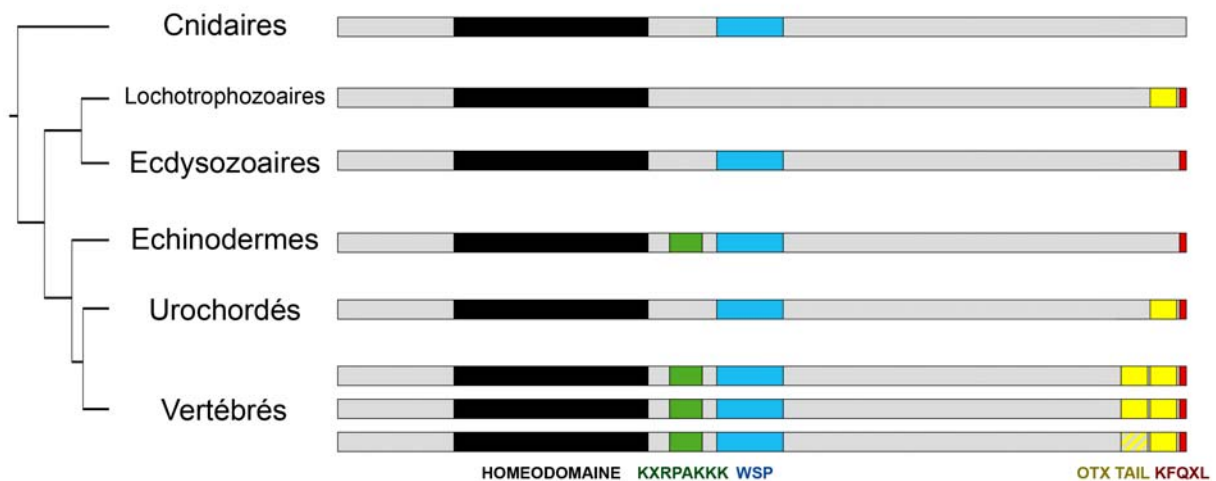 Cnidaires
Lochotrophozoaires
Ecdysozoaires
Echinodermes
Urochordés
Vertébrés
HOMEODOMAINE KXRPAKKK WSP OTX TAIL KFQXL